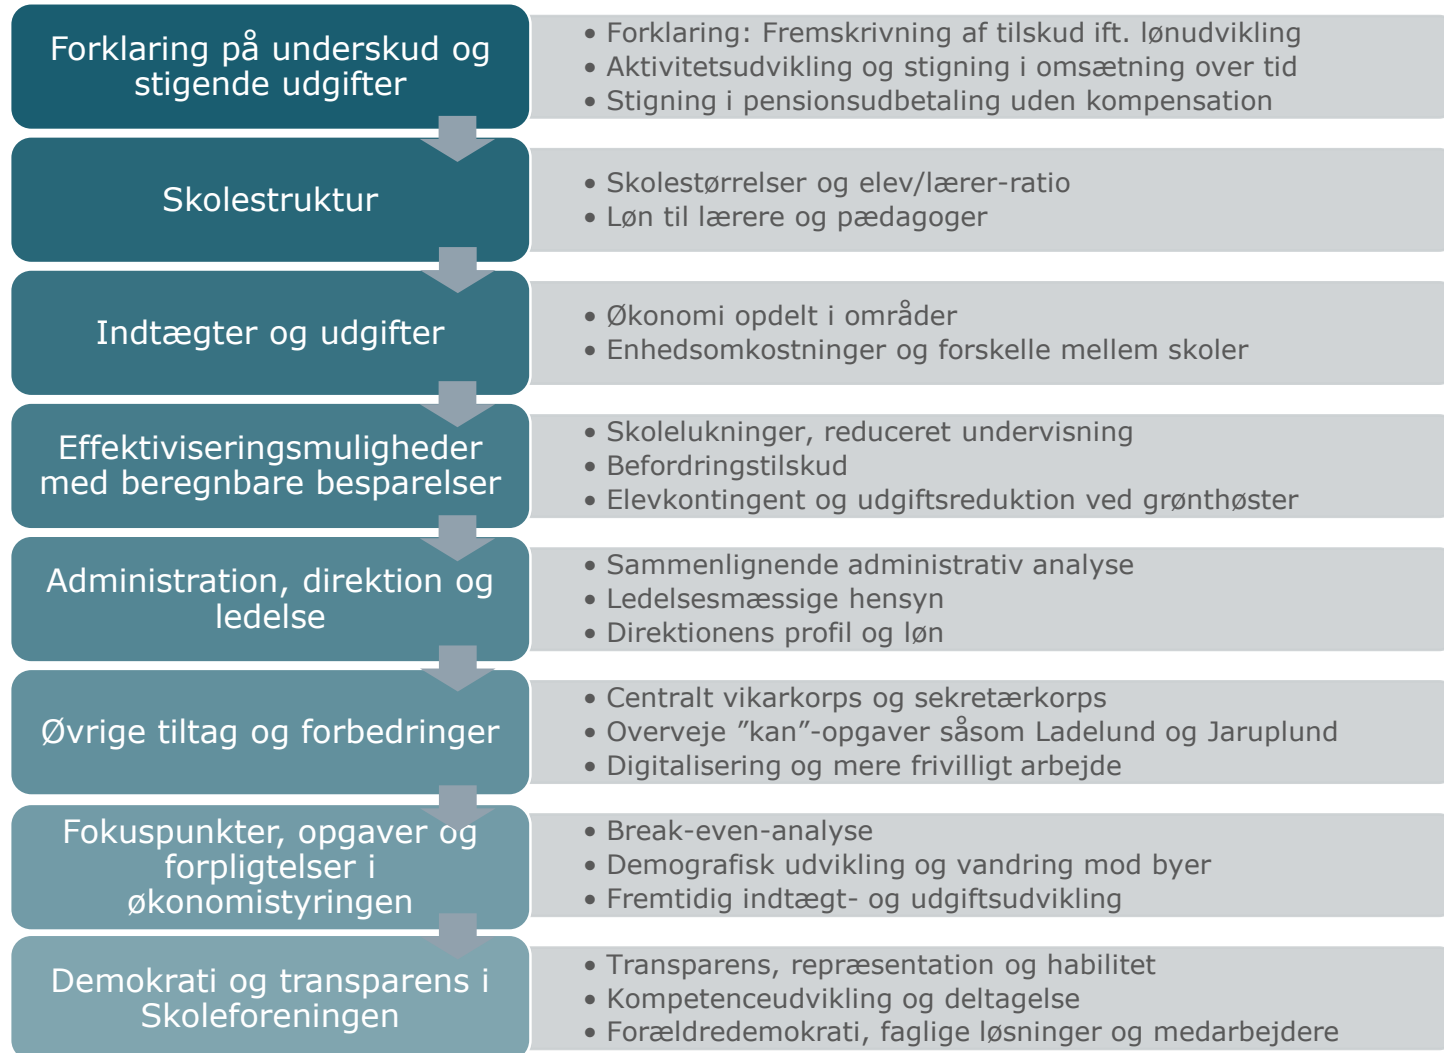 Forklaring på underskud og
stigende udgifter
• Forklaring: Fremskrivning af tilskud ift. lønudvikling
• Aktivitetsudvikling og stigning i omsætning over tid
• Stigning i pensionsudbetaling uden kompensation
Skolestruktur
• Skolestørrelser og elev/lærer-ratio
• Løn til lærere og pædagoger
Indtægter og udgifter
• Økonomi opdelt i områder
• Enhedsomkostninger og forskelle mellem skoler
Effektiviseringsmuligheder
med beregnbare besparelser
• Skolelukninger, reduceret undervisning
• Befordringstilskud
• Elevkontingent og udgiftsreduktion ved grønthøster
Administration, direktion og
ledelse
• Sammenlignende administrativ analyse
• Ledelsesmæssige hensyn
• Direktionens profil og løn
Øvrige tiltag og forbedringer
• Centralt vikarkorps og sekretærkorps
• Overveje ”kan”-opgaver såsom Ladelund og Jaruplund
• Digitalisering og mere frivilligt arbejde
Fokuspunkter, opgaver og
forpligtelser i
økonomistyringen
• Break-even-analyse
• Demografisk udvikling og vandring mod byer
• Fremtidig indtægt- og udgiftsudvikling
Demokrati og transparens i
Skoleforeningen
• Transparens, repræsentation og habilitet
• Kompetenceudvikling og deltagelse
• Forældredemokrati, faglige løsninger og medarbejdere